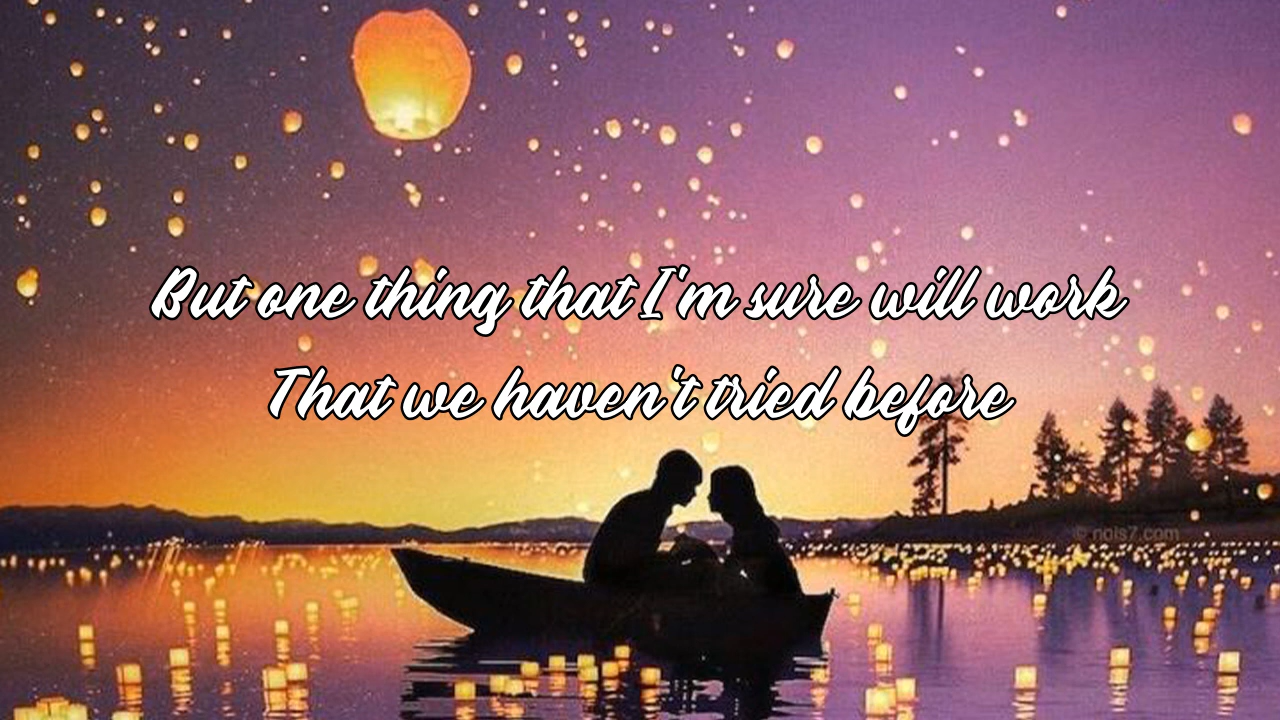 But one thing that I'm sure will work
That we haven't tried before
© nois7.com